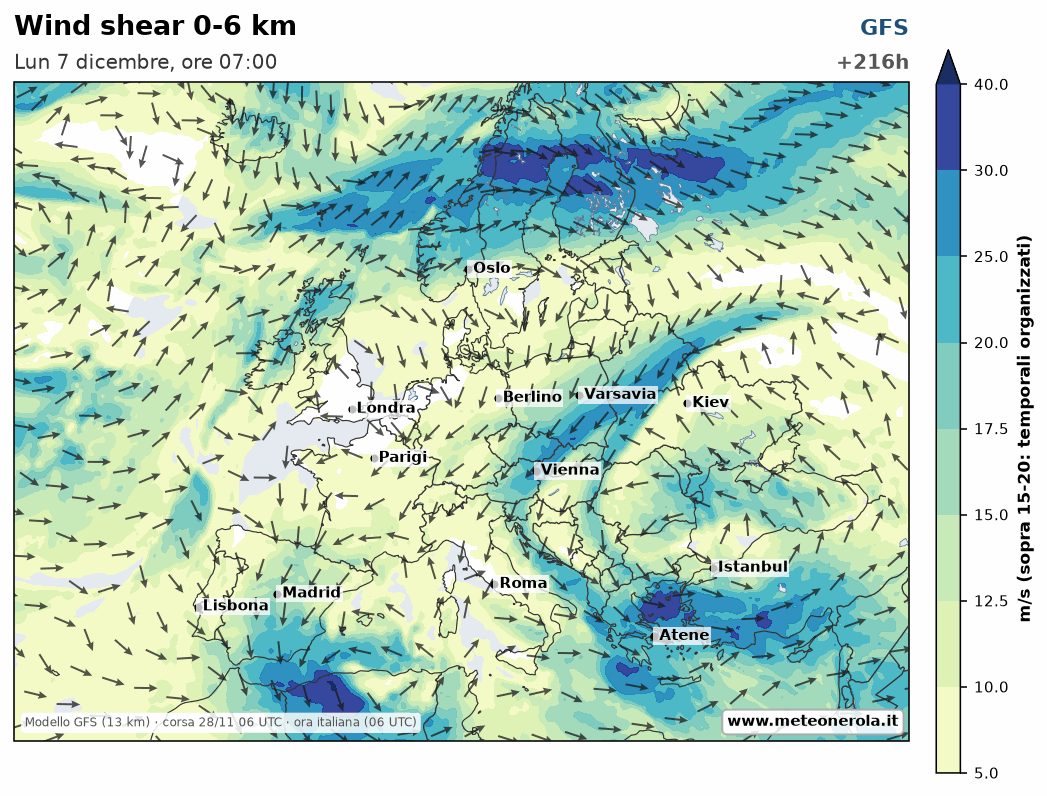 Wind shear 0-6 km
GFS
Lun 7 dicembre, ore 07:00
+216h
40.0
30.0
25.0
20.0
17.5
15.0
12.5
10.0
5.0
m/s (sopra 15-20: temporali organizzati)
Oslo
Berlino
Varsavia
Kiev
Londra
Parigi
Vienna
Istanbul
Roma
Madrid
Lisbona
Atene
Modello GFS (13 km) · corsa 28/11 06 UTC · ora italiana (06 UTC)
www.meteonerola.it